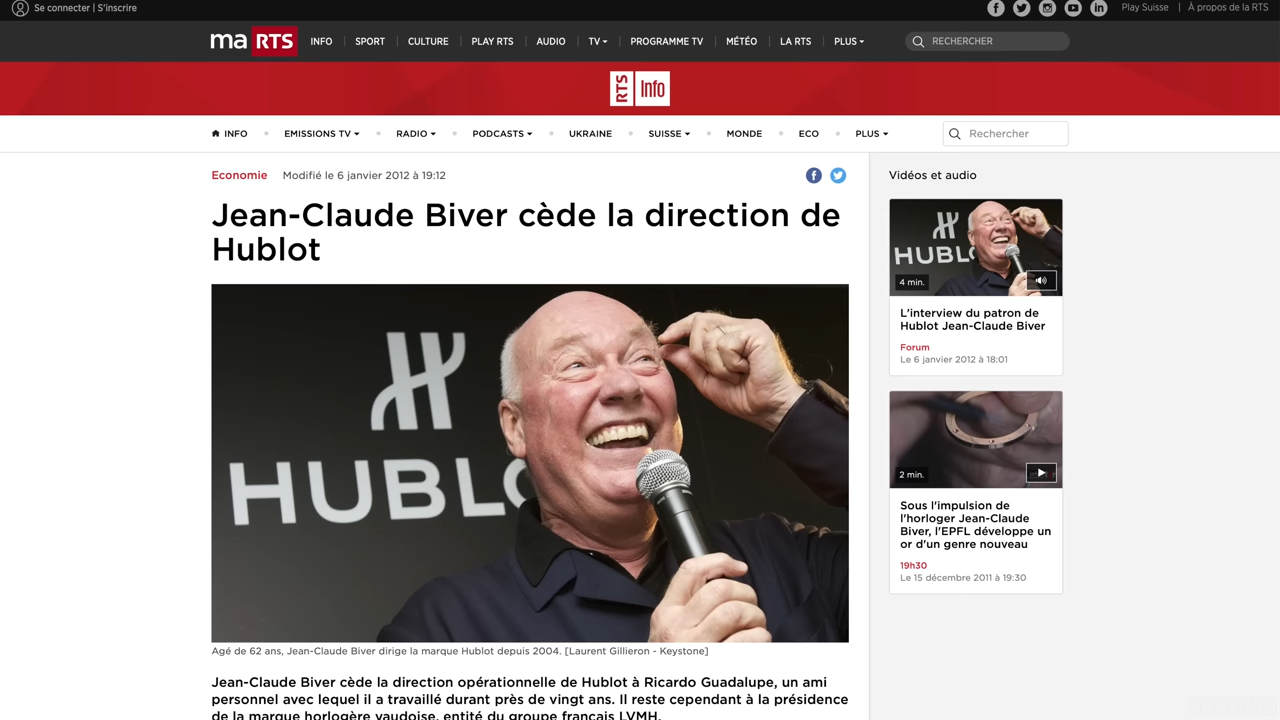 Se connecter | S'inscrire
Play Suisse | À propos de la RTS
ma RTS INFO SPORT CULTURE PLAY RTS AUDIO TV PROGRAMME TV MÉTÉO LA RTS PLUS RECHERCHER
RTS Info
INFO EMISSIONS TV RADIO PODCASTS UKRAINE SUISSE MONDE ECO PLUS Rechercher
Economie Modifié le 6 janvier 2012 à 19:12
Jean-Claude Biver cède la direction de
Hublot
HUBLO
Agé de 62 ans, Jean-Claude Biver dirige la marque Hublot depuis 2004. [Laurent Gillieron - Keystone]
Jean-Claude Biver cède la direction opérationnelle de Hublot à Ricardo Guadalupe, un ami
personnel avec lequel il a travaillé durant près de vingt ans. Il reste cependant à la présidence
de la marque horlogère vaudoise, entité du groupe français LVMH.
Vidéos et audio
HUBL
4 min.
L'interview du patron de
Hublot Jean-Claude Biver
Forum
Le 6 janvier 2012 à 18:01
2 min.
Sous l'impulsion de
l'horloger Jean-Claude
Biver, l'EPFL développe un
or d'un genre nouveau
19h30
Le 15 décembre 2011 à 19:30